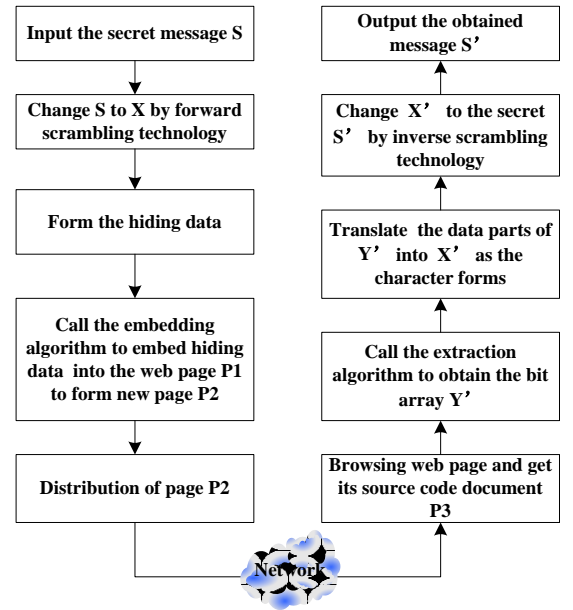 Input the secret message S
Change S to X by forward
scrambling technology
Form the hiding data
Call the embedding
algorithm to embed hiding
data into the web page P1
to form new page P2
Distribution of page P2
Network
Browsing web page and get
its source code document
P3
Call the extraction
algorithm to obtain the bit
array Y’
Translate the data parts of
Y’ into X’ as the
character forms
Change X’ to the secret
S’ by inverse scrambling
technology
Output the obtained
message S’